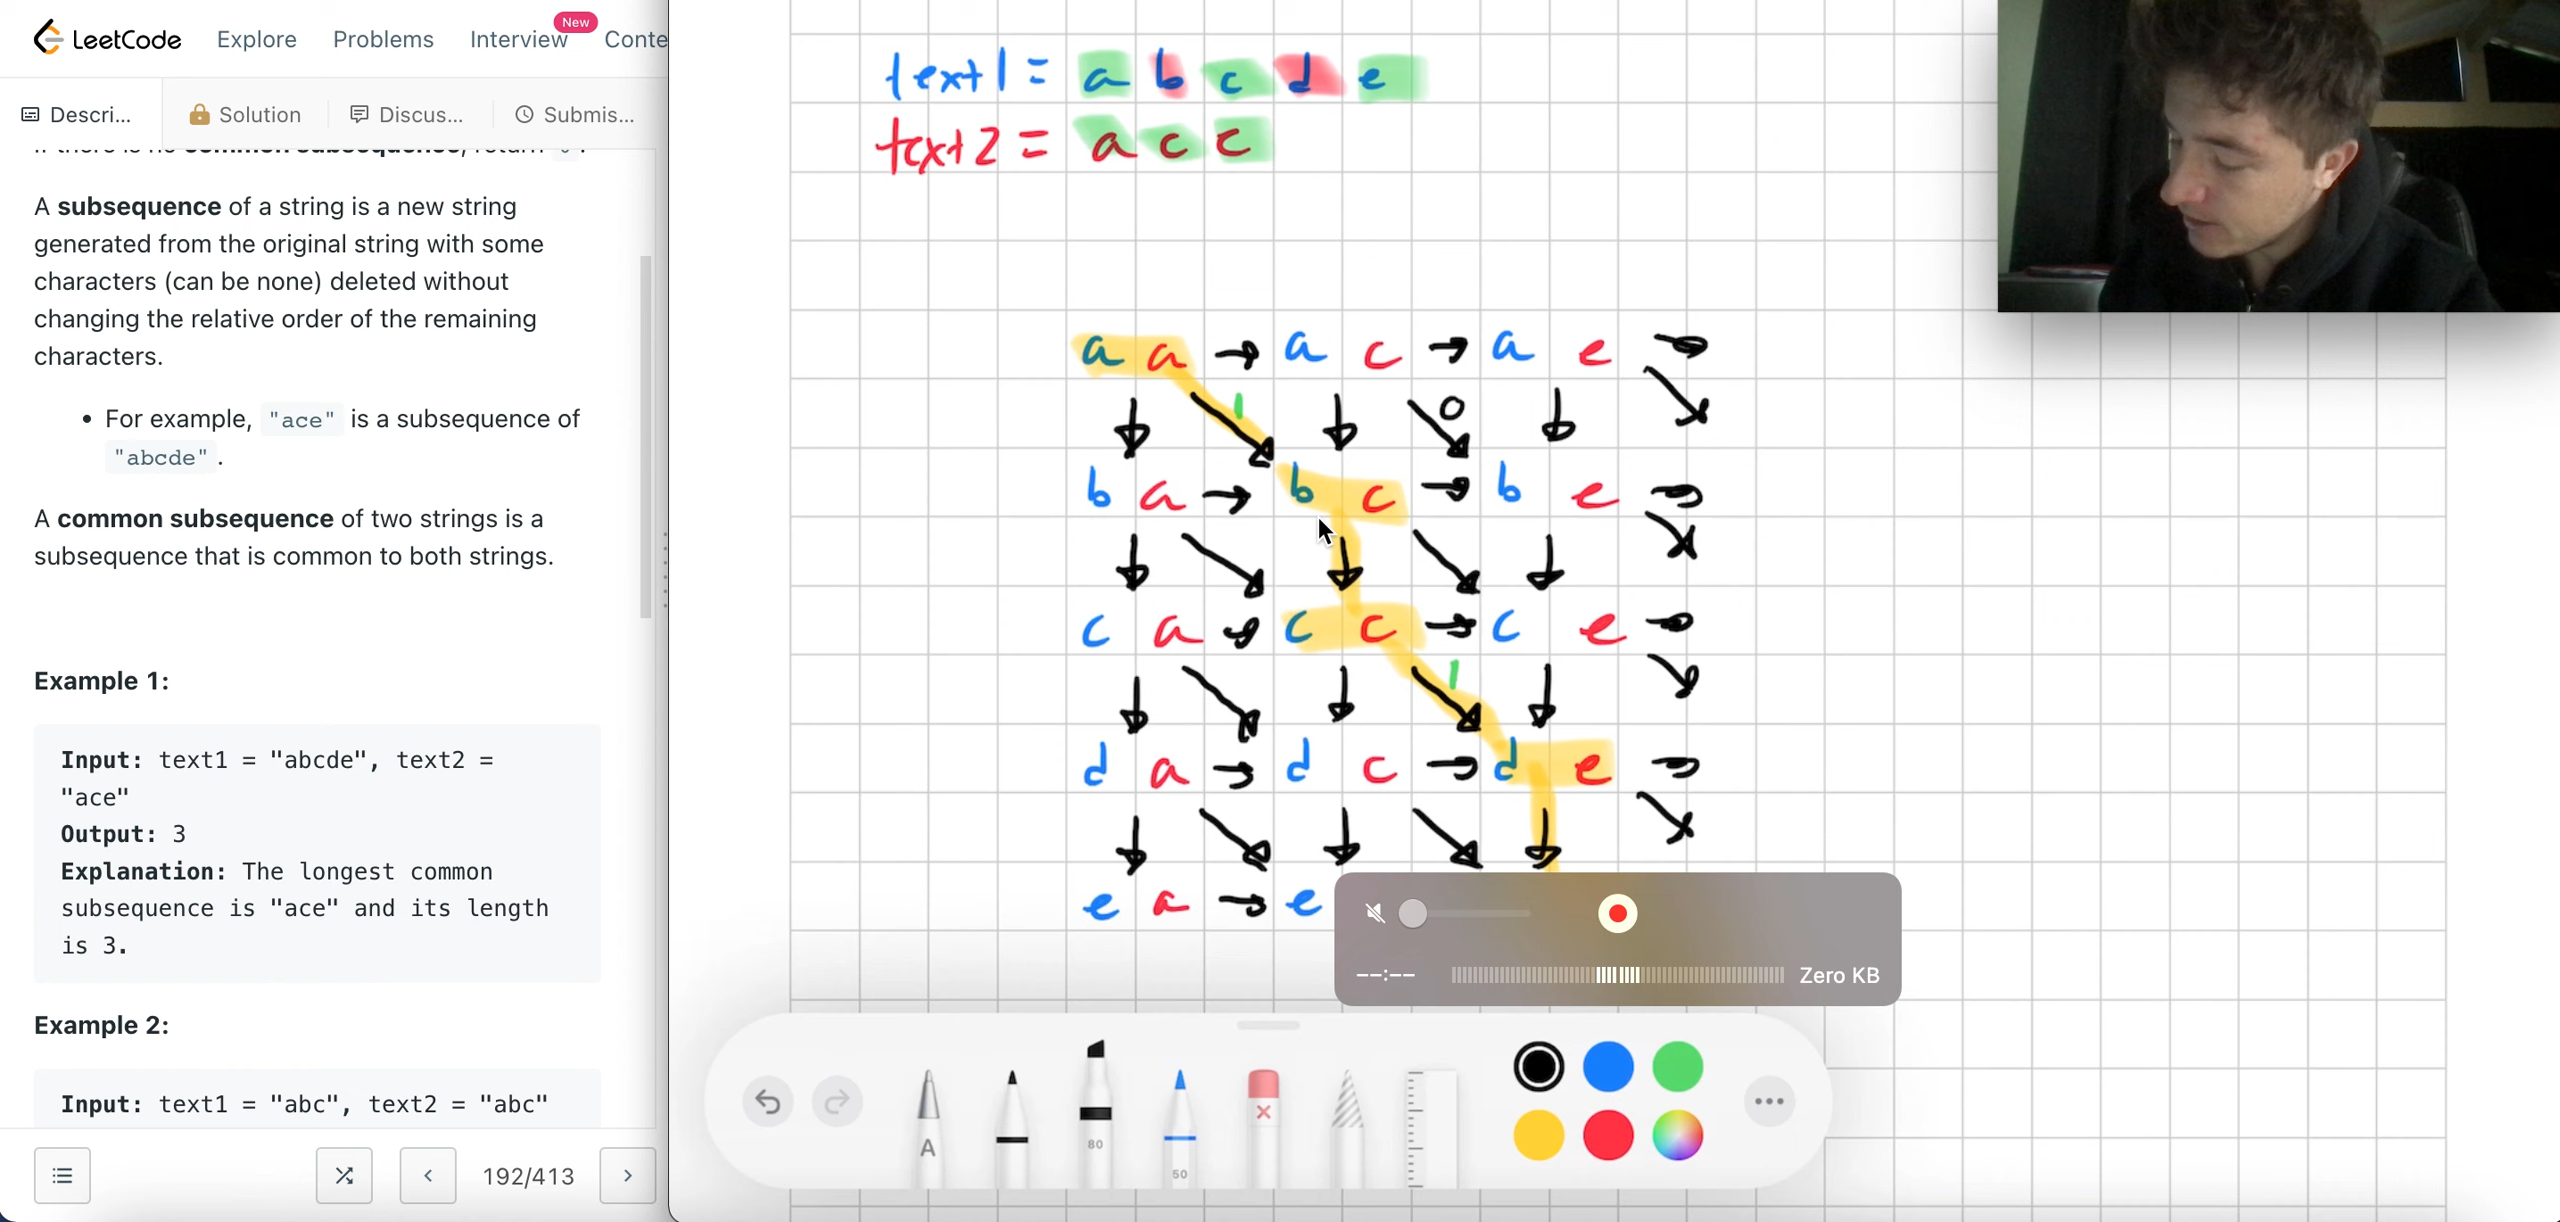 LeetCode Explore Problems Interview New Conte
Descri... Solution Discus... Submis...
A subsequence of a string is a new string
generated from the original string with some
characters (can be none) deleted without
changing the relative order of the remaining
characters.
• For example, "ace" is a subsequence of
"abcde" .
A common subsequence of two strings is a
subsequence that is common to both strings.
Example 1:
Input: text1 = "abcde", text2 =
"ace"
Output: 3
Explanation: The longest common
subsequence is "ace" and its length
is 3.
Example 2:
Input: text1 = "abc", text2 = "abc"
192/413
text1 = a b c d e
text2 = a c e
a a → a c → a e →
1 0
b a → b c → b e →
c a → c c → c e →
1
d a → d c → d e →
e a → e
--:-- Zero KB
A 80 50